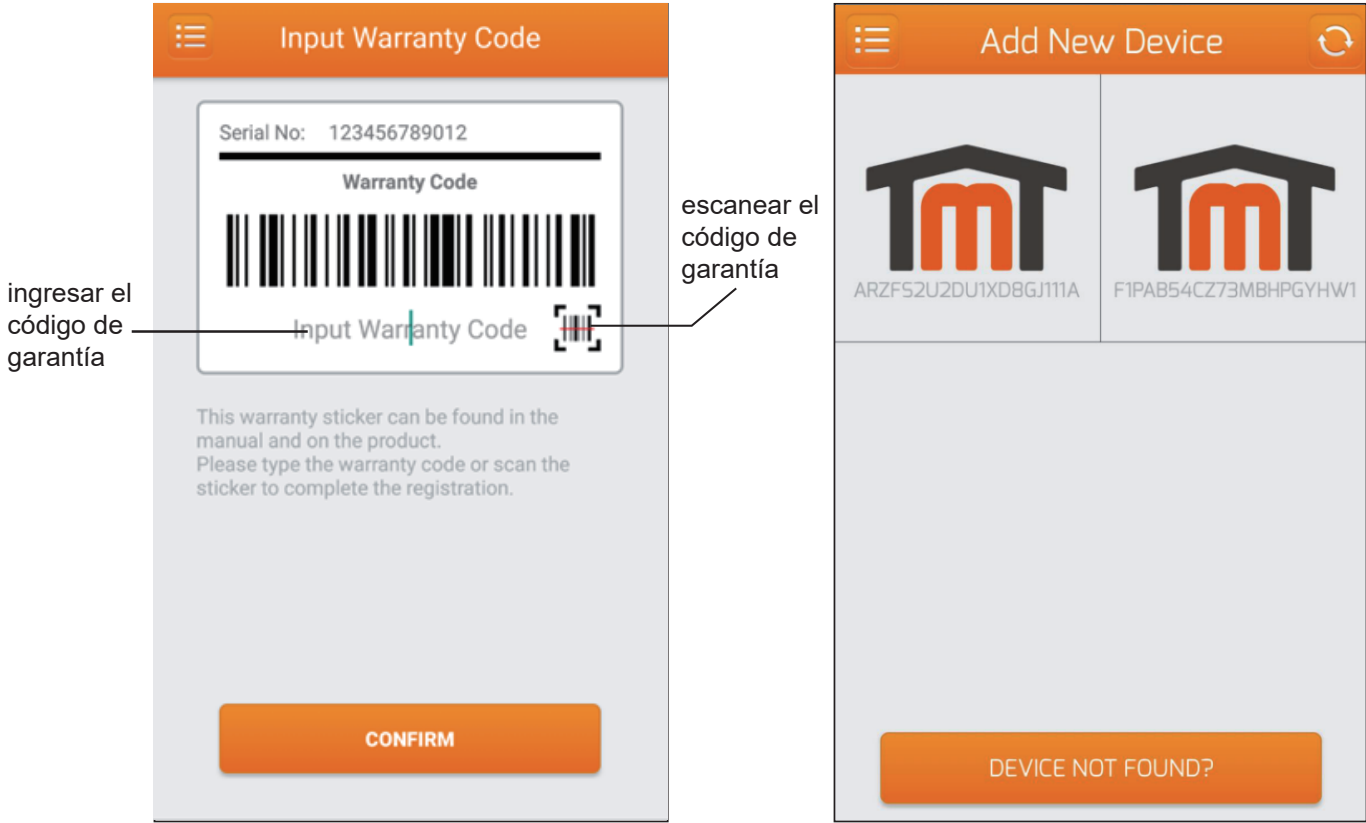 Input Warranty Code
Serial No: 123456789012
Warranty Code
Input Warranty Code
This warranty sticker can be found in the
manual and on the product.
Please type the warranty code or scan the
sticker to complete the registration.
CONFIRM
ingresar el
código de
garantía
escanear el
código de
garantía
Add New Device
ARZFS2U2DU1XD8GJ111A
F1PAB54CZ73MBHPGYHW1
DEVICE NOT FOUND?